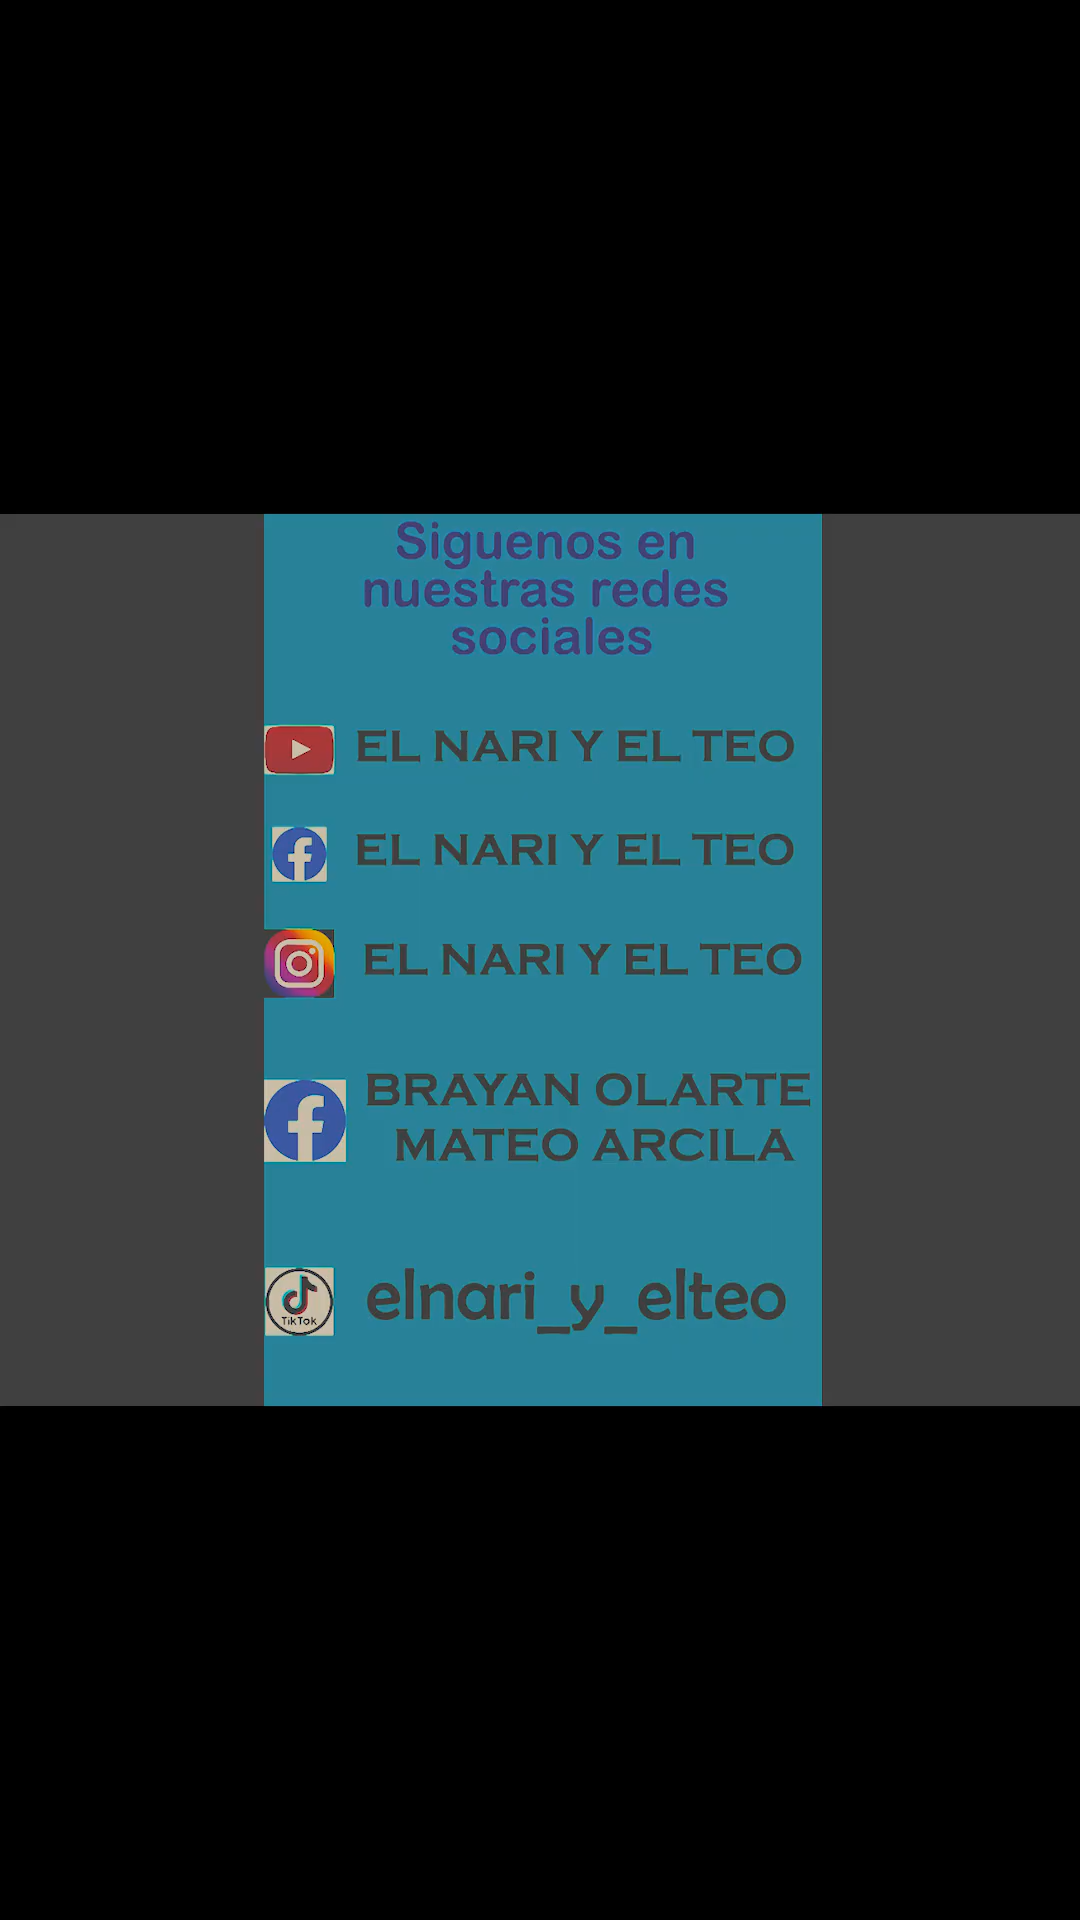 Siguenos en
nuestras redes
sociales
EL NARI Y EL TEO
EL NARI Y EL TEO
EL NARI Y EL TEO
BRAYAN OLARTE
MATEO ARCILA
TikTok
elnari_y_elteo